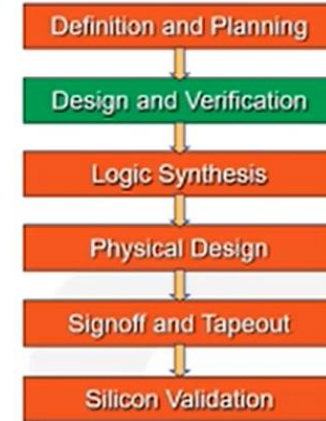 Definition and Planning
Design and Verification
Logic Synthesis
Physical Design
Signoff and Tapeout
Silicon Validation